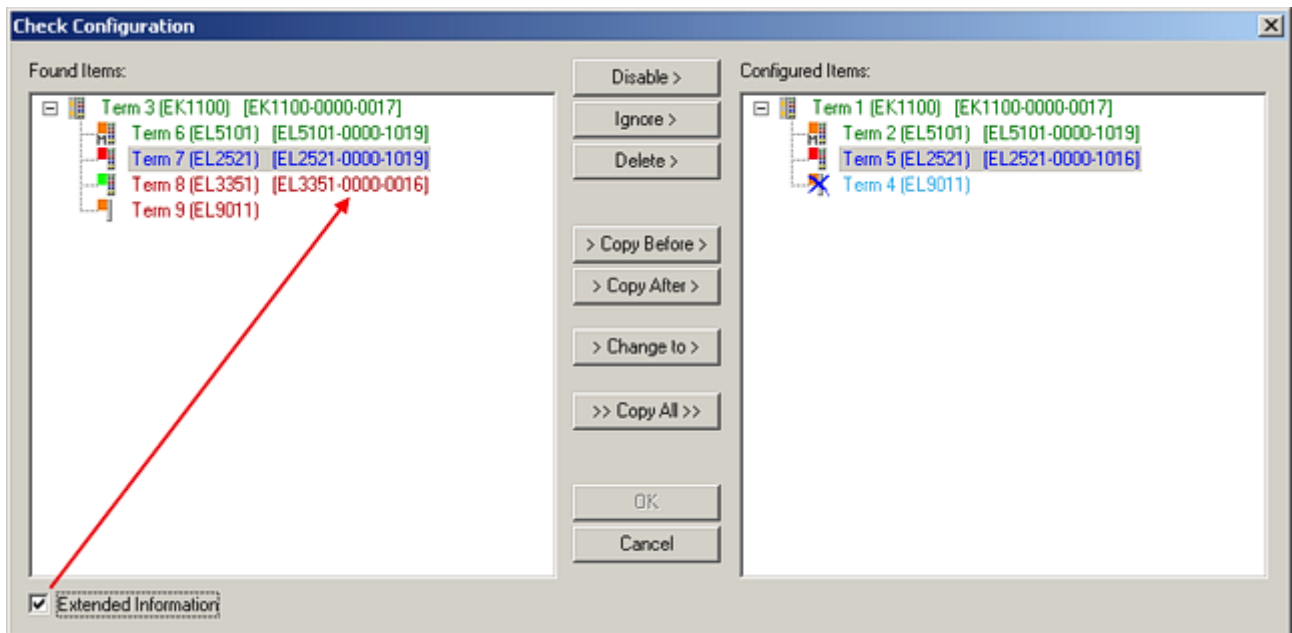 Check Configuration
Found Items:
Term 3 (EK1100) [EK1100-0000-0017]
Term 6 (EL5101) [EL5101-0000-1019]
Term 7 (EL2521) [EL2521-0000-1019]
Term 8 (EL3351) [EL3351-0000-0016]
Term 9 (EL9011)
Disable >
Ignore >
Delete >
> Copy Before >
> Copy After >
> Change to >
>> Copy All >>
OK
Cancel
Configured Items:
Term 1 (EK1100) [EK1100-0000-0017]
Term 2 (EL5101) [EL5101-0000-1019]
Term 5 (EL2521) [EL2521-0000-1016]
Term 4 (EL9011)
Extended Information